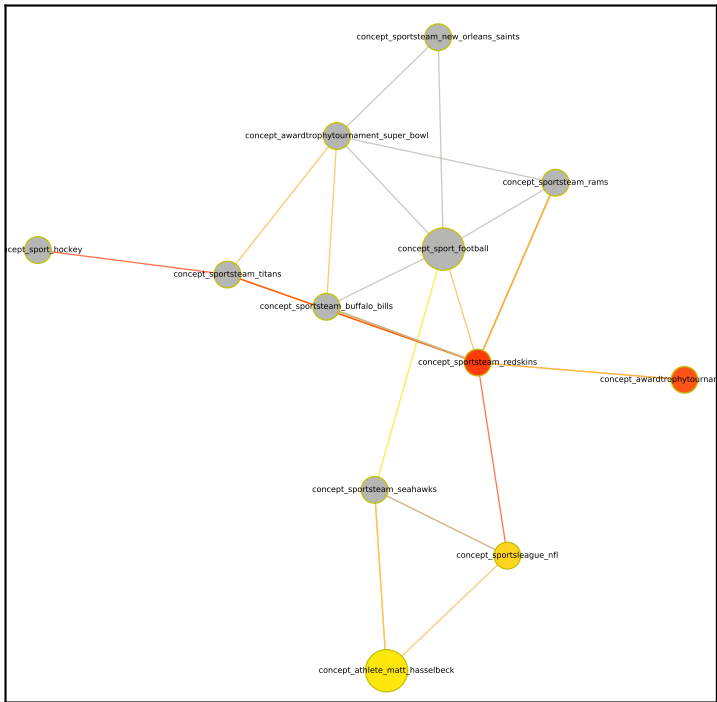 concept_sportsteam_new_orleans_saints
concept_awardtrophytournament_super_bowl
concept_sportsteam_rams
cept_sport_hockey
concept_sport_football
concept_sportsteam_titans
concept_sportsteam_buffalo_bills
concept_sportsteam_redskins
concept_awardtrophytournar
concept_sportsteam_seahawks
concept_sportsleague_nfl
concept_athlete_matt_hasselbeck